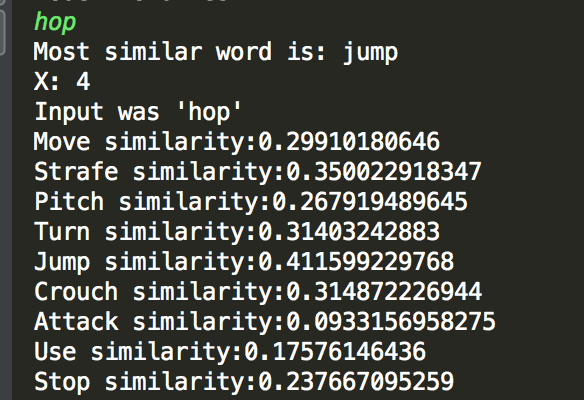 hop
Most similar word is: jump
X: 4
Input was 'hop'
Move similarity:0.29910180646
Strafe similarity:0.350022918347
Pitch similarity:0.267919489645
Turn similarity:0.31403242883
Jump similarity:0.411599229768
Crouch similarity:0.314872226944
Attack similarity:0.0933156958275
Use similarity:0.17576146436
Stop similarity:0.237667095259